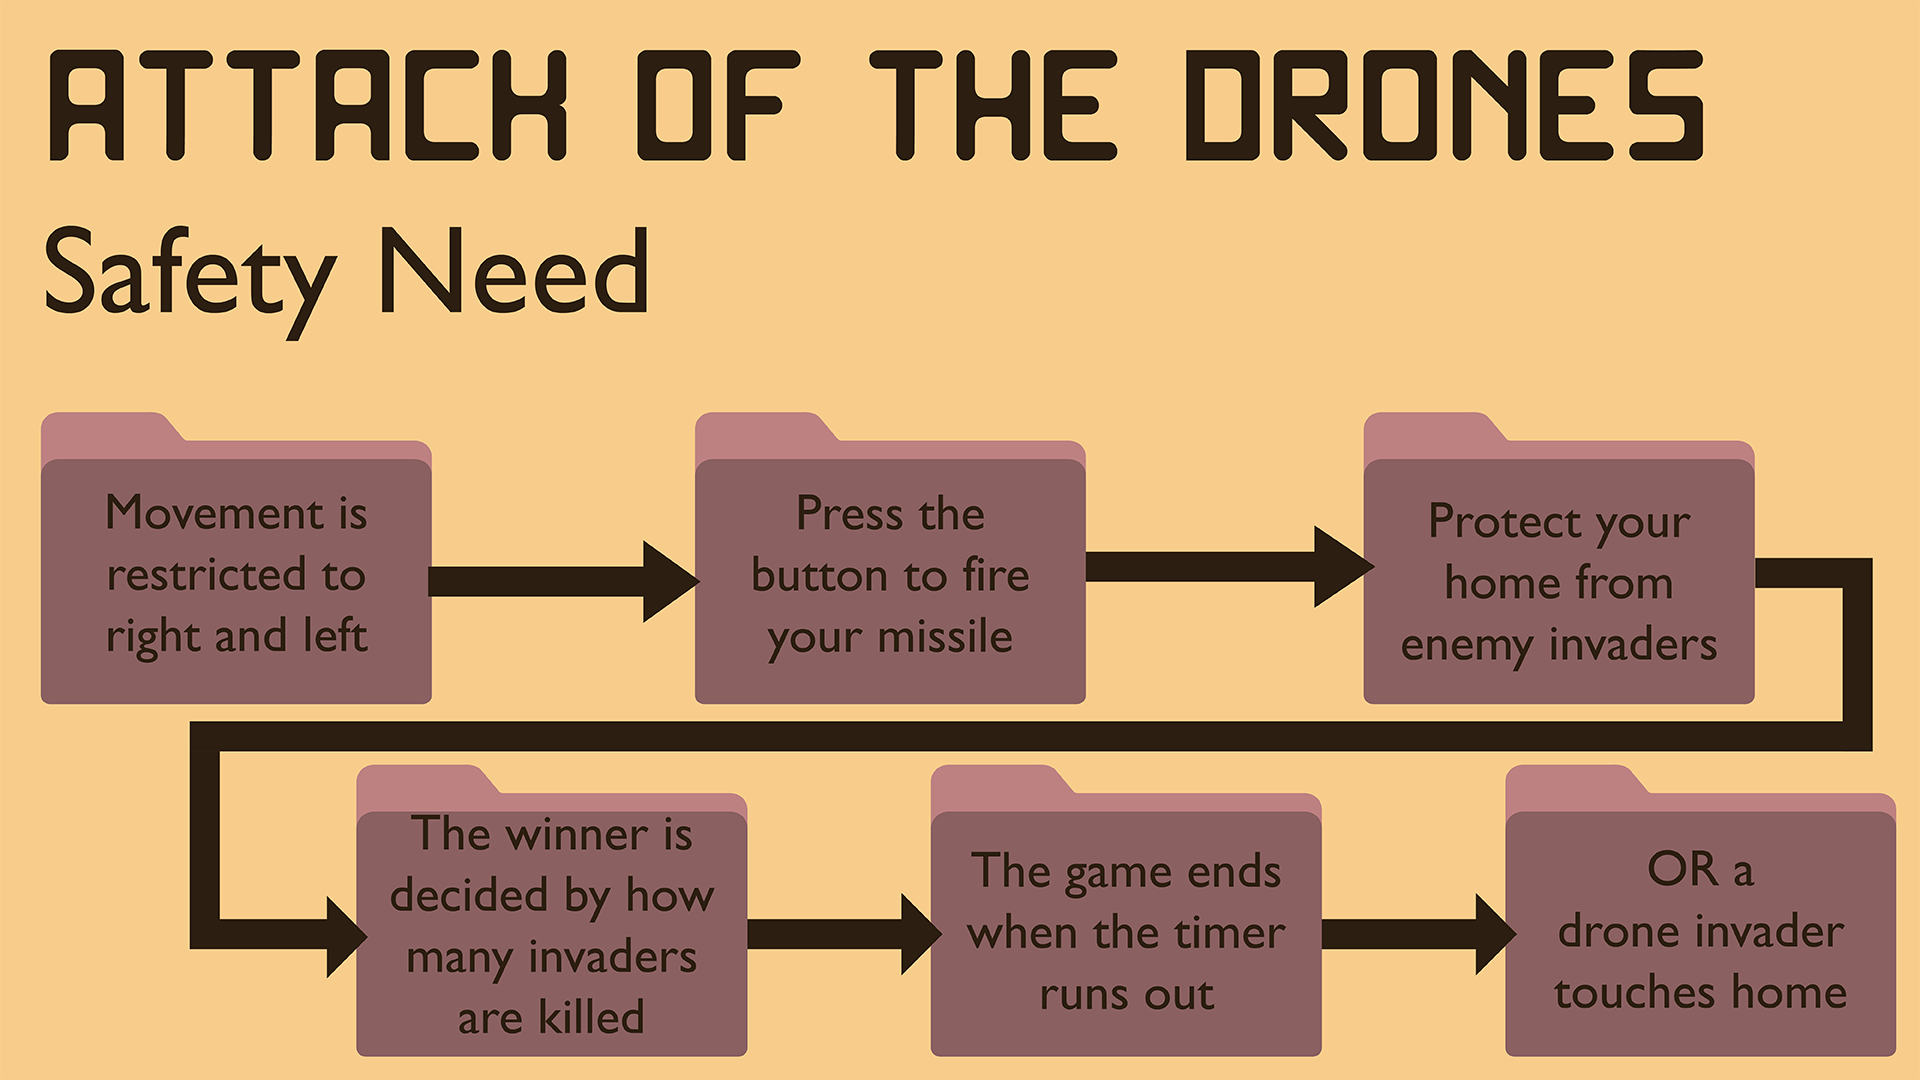 ATTACK OF THE DRONES
Safety Need
Movement is
restricted to
right and left
Press the
button to fire
your missile
Protect your
home from
enemy invaders
The winner is
decided by how
many invaders
are killed
The game ends
when the timer
runs out
OR a
drone invader
touches home